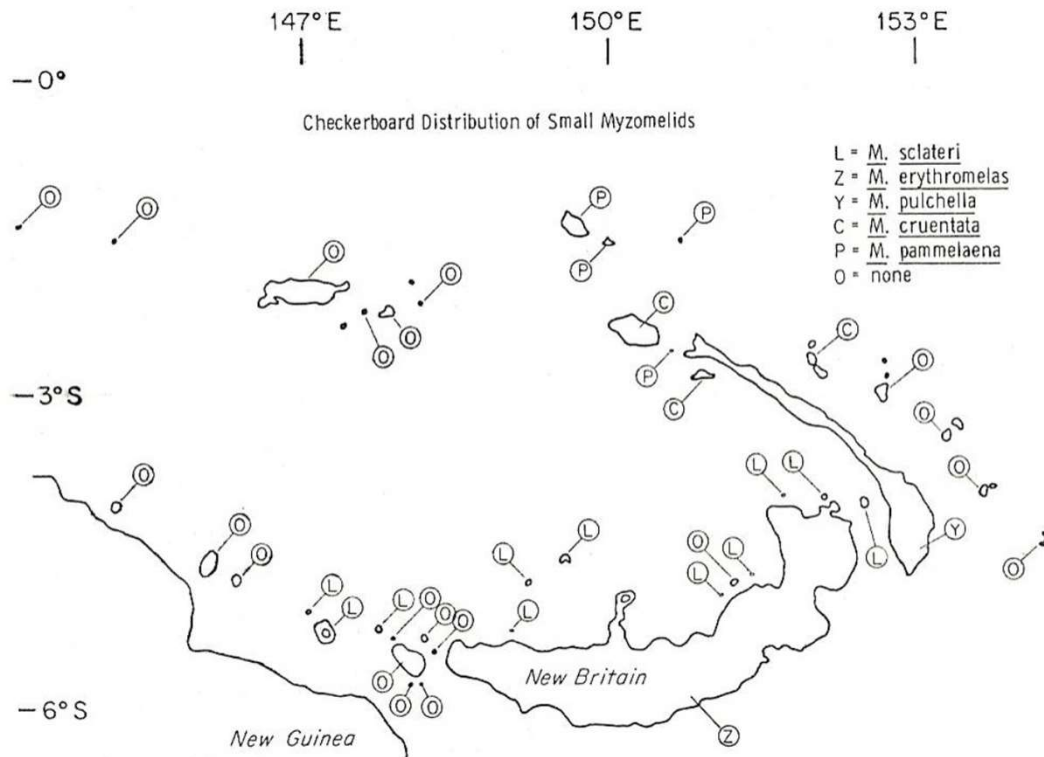 147°E 150°E 153°E
0°
Checkerboard Distribution of Small Myzomelids
L = M. sclateri
Z = M. erythromelas
Y = M. pulchella
C = M. cruentata
P = M. pammelaena
O = none
O O P P
O O P
C C
O O P O
3°S
C O
L L O
O
O L Y
O L
O L L
L O
L L O
L L O O
New Britain
O
O O
6°S
New Guinea Z